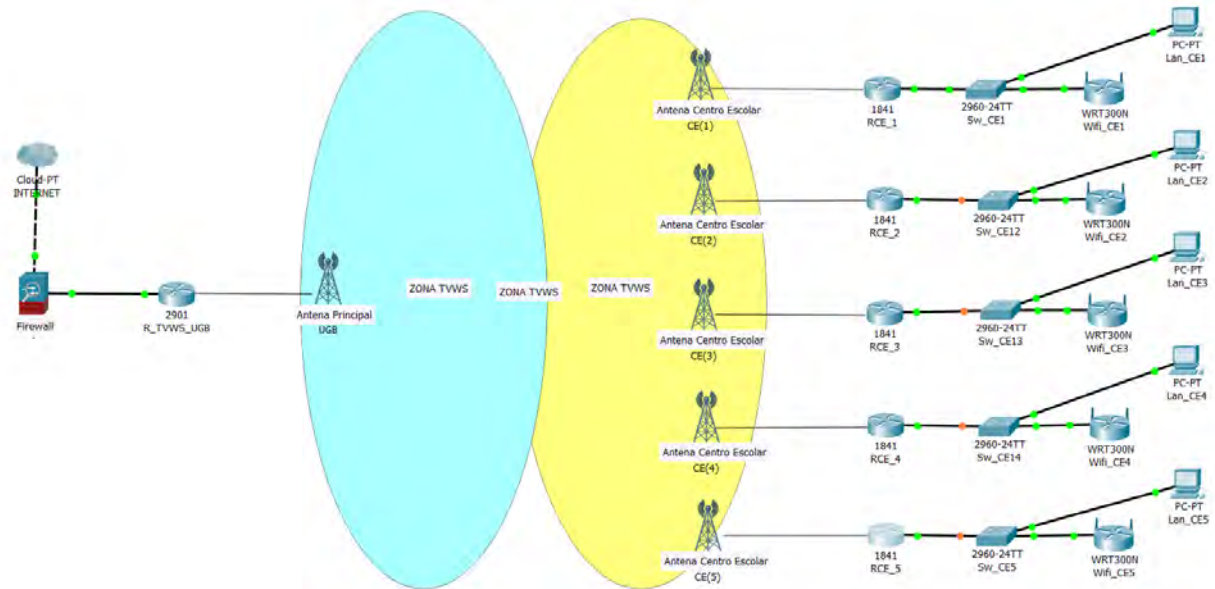 Cloud-PT
INTERNET
Firewall
2901
R_TVWS_UGB
Antena Principal
UGB
ZONA TVWS
ZONA TVWS
ZONA TVWS
Antena Centro Escolar
CE(1)
1841
RCE_1
2960-24TT
Sw_CE1
PC-PT
Lan_CE1
WRT300N
Wifi_CE1
Antena Centro Escolar
CE(2)
1841
RCE_2
2960-24TT
Sw_CE12
PC-PT
Lan_CE2
WRT300N
Wifi_CE2
Antena Centro Escolar
CE(3)
1841
RCE_3
2960-24TT
Sw_CE13
PC-PT
Lan_CE3
WRT300N
Wifi_CE3
Antena Centro Escolar
CE(4)
1841
RCE_4
2960-24TT
Sw_CE14
PC-PT
Lan_CE4
WRT300N
Wifi_CE4
Antena Centro Escolar
CE(5)
1841
RCE_5
2960-24TT
Sw_CE5
PC-PT
Lan_CE5
WRT300N
Wifi_CE5